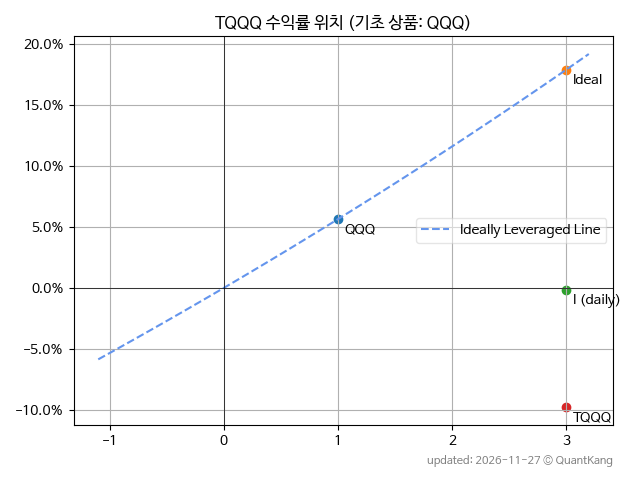 TQQQ 수익률 위치 (기초 상품: QQQ)
20.0%
15.0%
10.0%
5.0%
0.0%
−5.0%
−10.0%
Ideal
QQQ
Ideally Leveraged Line
I (daily)
TQQQ
−1
0
1
2
3
updated: 2026-11-27 © QuantKang